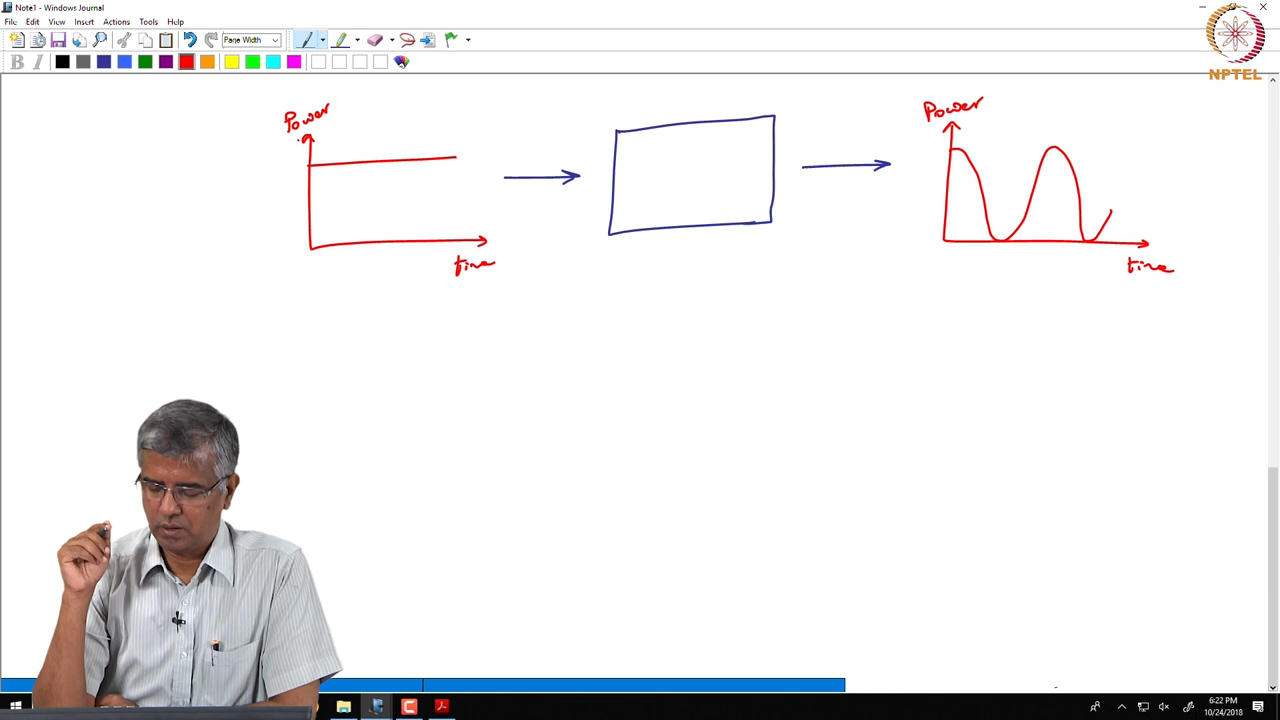 Note1 - Windows Journal
File Edit View Insert Actions Tools Help
Page Width
B I
NPTEL
Power
time
Power
time
6:22 PM
10/24/2018